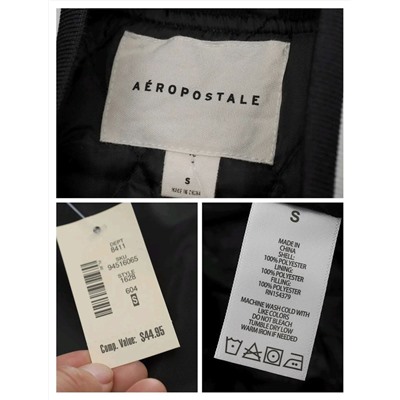 AÉROPOSTALE
S
MADE IN CHINA
DEPT
8411
SKU
94516065
STYLE
1628
604
S
Comp. Value: $44.95
S
MADE IN
CHINA
SHELL:
100% POLYESTER
LINING:
100% POLYESTER
FILLING:
100% POLYESTER
RN154379
MACHINE WASH COLD WITH
LIKE COLORS
DO NOT BLEACH
TUMBLE DRY LOW
WARM IRON IF NEEDED